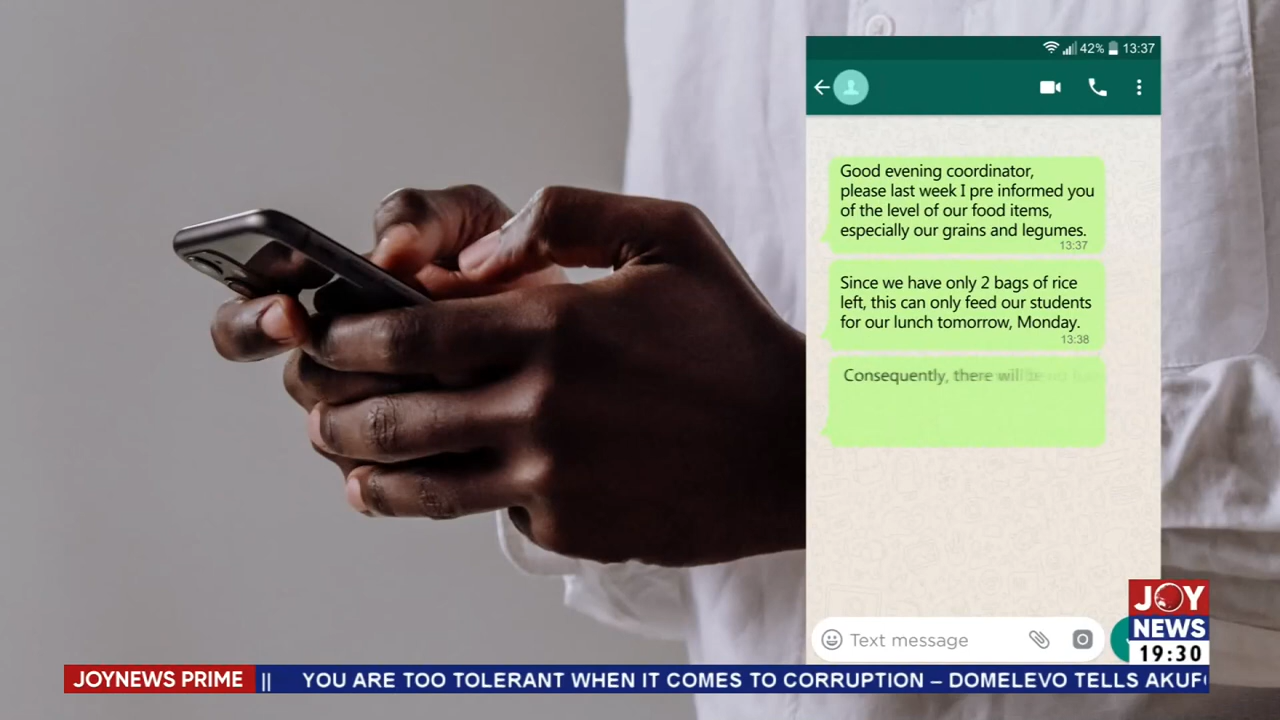 42% 13:37
Good evening coordinator,
please last week I pre informed you
of the level of our food items,
especially our grains and legumes.
13:37
Since we have only 2 bags of rice
left, this can only feed our students
for our lunch tomorrow, Monday.
13:38
Consequently, there will
Text message
JOY
NEWS
19:30
JOYNEWS PRIME || YOU ARE TOO TOLERANT WHEN IT COMES TO CORRUPTION – DOMELEVO TELLS AKUF